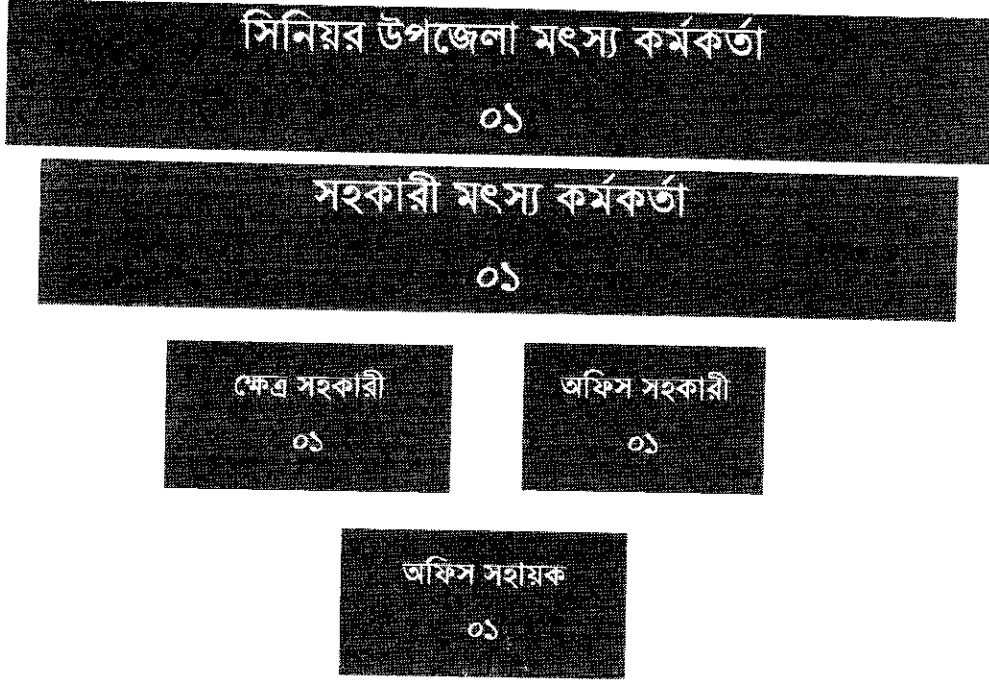 সিনিয়র উপজেলা মৎস্য কর্মকর্তা
০১
সহকারী মৎস্য কর্মকর্তা
০১
ক্ষেত্র সহকারী
০১
অফিস সহকারী
০১
অফিস সহায়ক
০১